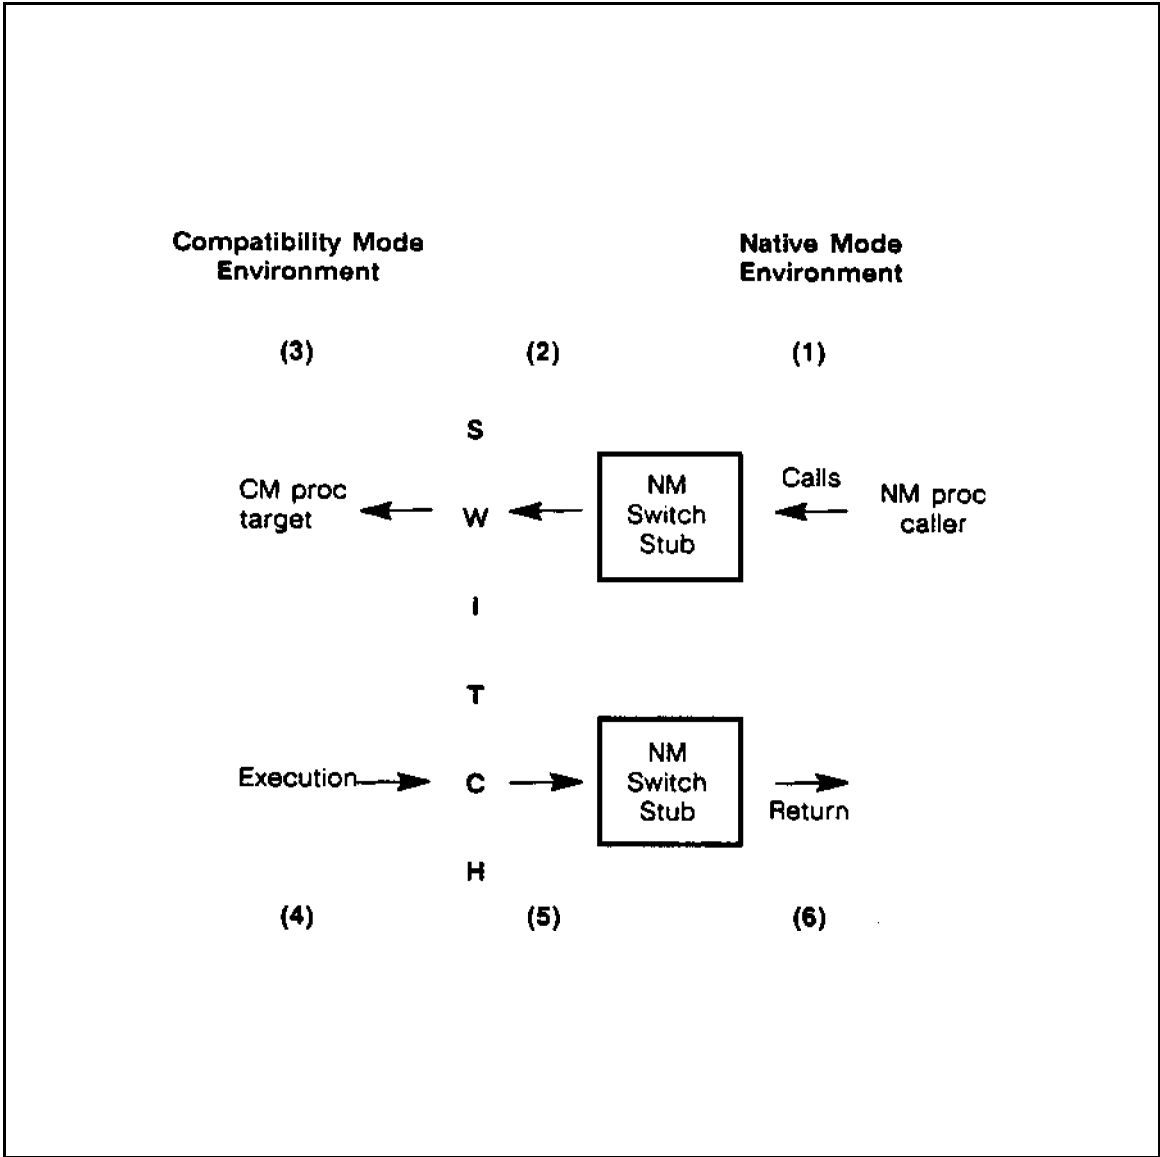 Compatibility Mode
Environment
Native Mode
Environment
(3)
(2)
(1)
S
W
I
T
C
H
CM proc
target
NM
Switch
Stub
Calls
NM proc
caller
Execution
NM
Switch
Stub
Return
(4)
(5)
(6)